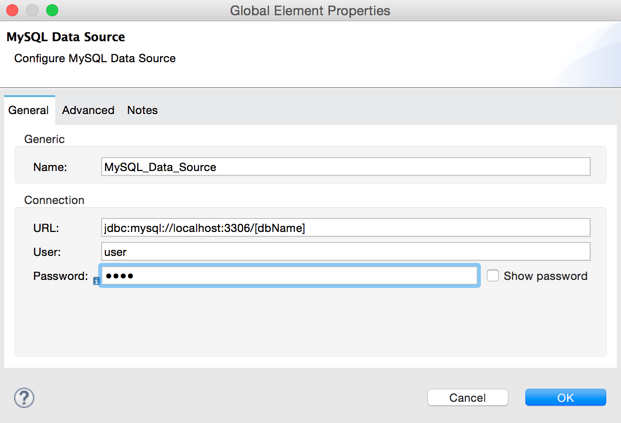 Global Element Properties
MySQL Data Source
Configure MySQL Data Source
General Advanced Notes
Generic
Name: MySQL_Data_Source
Connection
URL: jdbc:mysql://localhost:3306/[dbName]
User: user
Password: •••• Show password
? Cancel OK